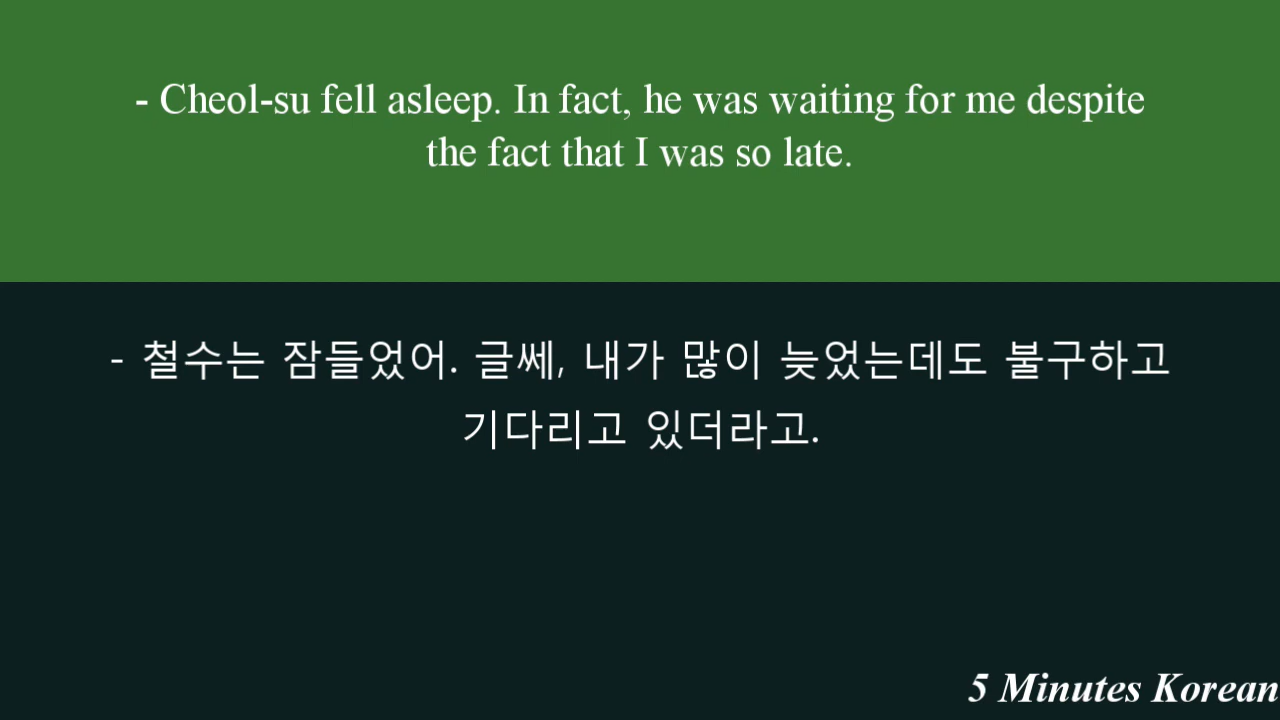 - Cheol-su fell asleep. In fact, he was waiting for me despite
the fact that I was so late.
- 철수는 잠들었어. 글쎄, 내가 많이 늦었는데도 불구하고
기다리고 있더라고.
5 Minutes Korean